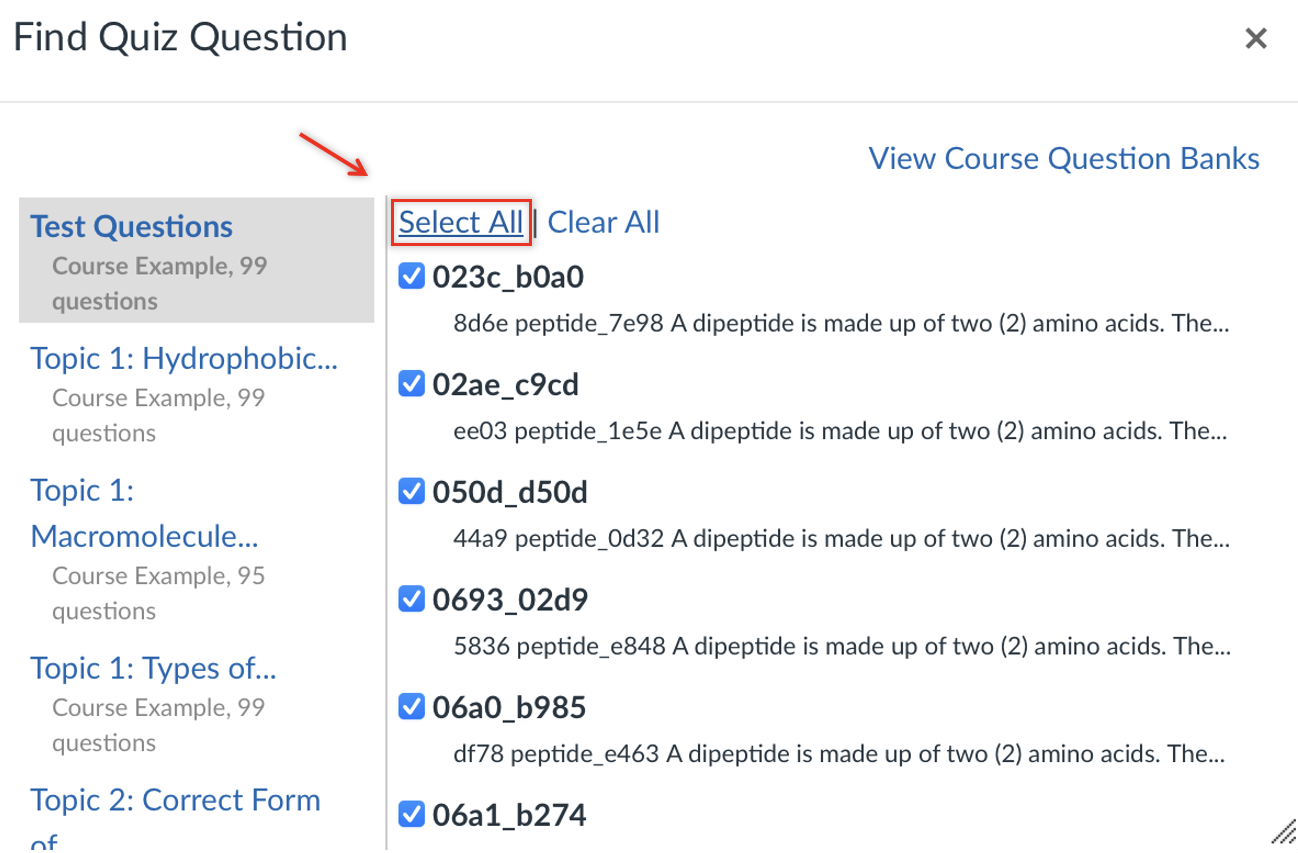 Find Quiz Question
View Course Question Banks
Test Questions
Course Example, 99
questions
Topic 1: Hydrophobic...
Course Example, 99
questions
Topic 1:
Macromolecule...
Course Example, 95
questions
Topic 1: Types of...
Course Example, 99
questions
Topic 2: Correct Form
of
Select All | Clear All
023c_b0a0
8d6e peptide_7e98 A dipeptide is made up of two (2) amino acids. The...
02ae_c9cd
ee03 peptide_1e5e A dipeptide is made up of two (2) amino acids. The...
050d_d50d
44a9 peptide_0d32 A dipeptide is made up of two (2) amino acids. The...
0693_02d9
5836 peptide_e848 A dipeptide is made up of two (2) amino acids. The...
06a0_b985
df78 peptide_e463 A dipeptide is made up of two (2) amino acids. The...
06a1_b274